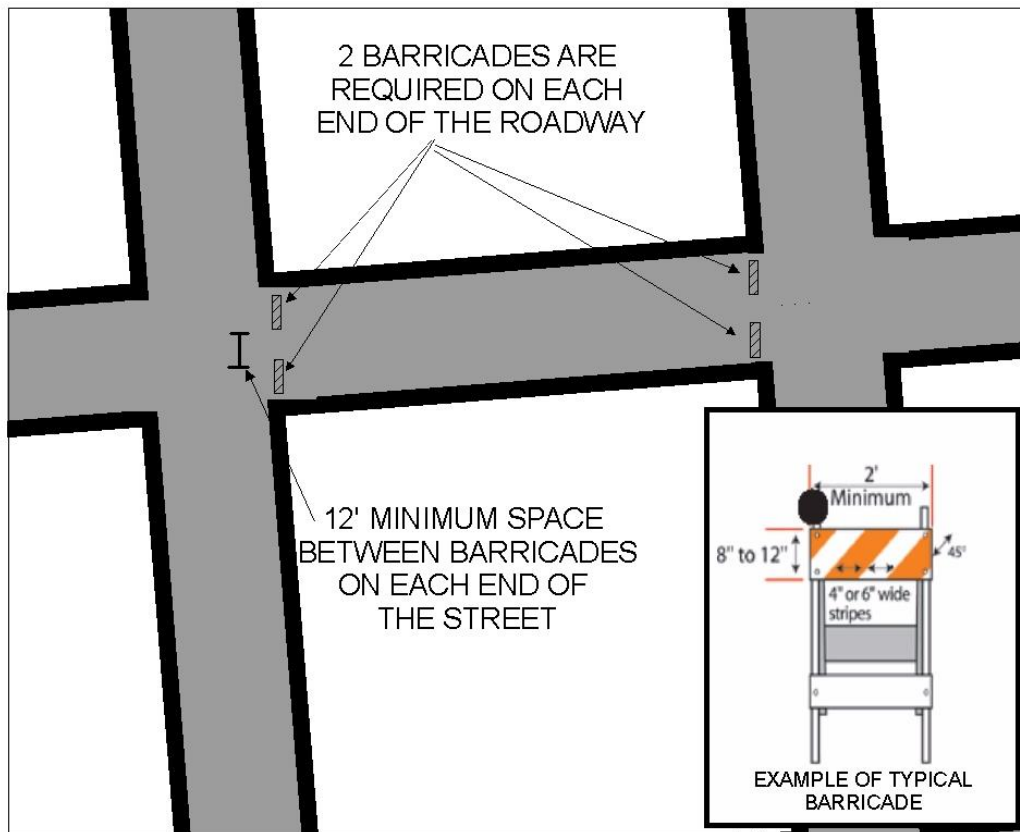 2 BARRICADES ARE
REQUIRED ON EACH
END OF THE ROADWAY
12' MINIMUM SPACE
BETWEEN BARRICADES
ON EACH END OF
THE STREET
2'
Minimum
8" to 12"
45°
4" or 6" wide
stripes
EXAMPLE OF TYPICAL
BARRICADE